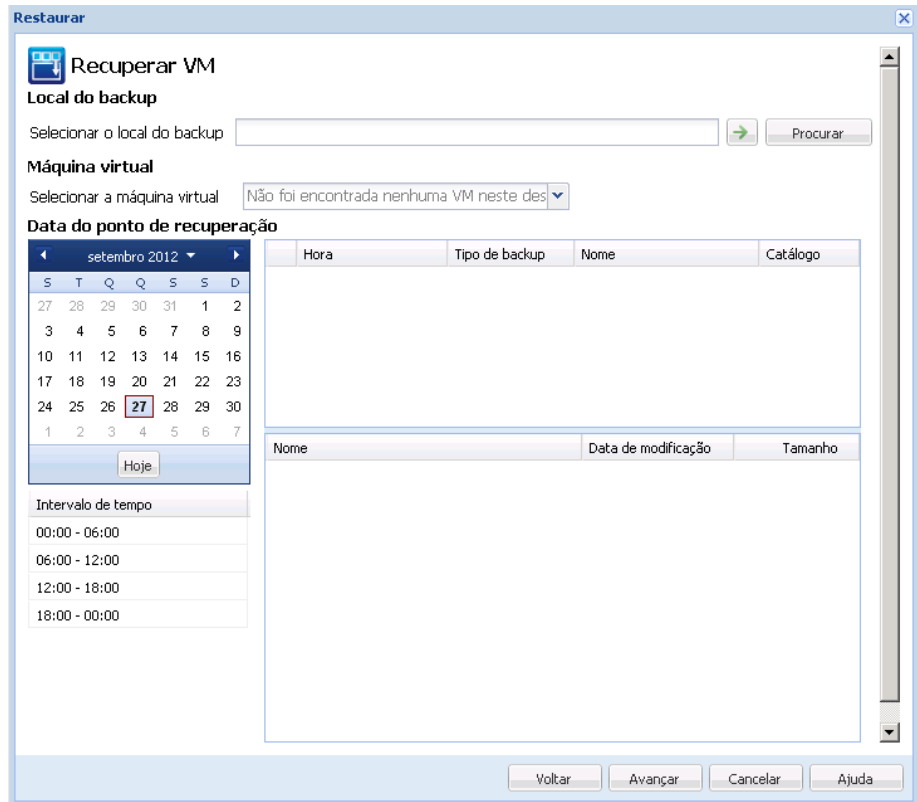 Restaurar
Recuperar VM
Local do backup
Selecionar o local do backup
Procurar
Máquina virtual
Selecionar a máquina virtual
Não foi encontrada nenhuma VM neste des
Data do ponto de recuperação
setembro 2012
S T Q Q S S D
27 28 29 30 31 1 2
3 4 5 6 7 8 9
10 11 12 13 14 15 16
17 18 19 20 21 22 23
24 25 26 27 28 29 30
1 2 3 4 5 6 7
Hoje
Hora Tipo de backup Nome Catálogo
Nome Data de modificação Tamanho
Intervalo de tempo
00:00 - 06:00
06:00 - 12:00
12:00 - 18:00
18:00 - 00:00
Voltar Avançar Cancelar Ajuda